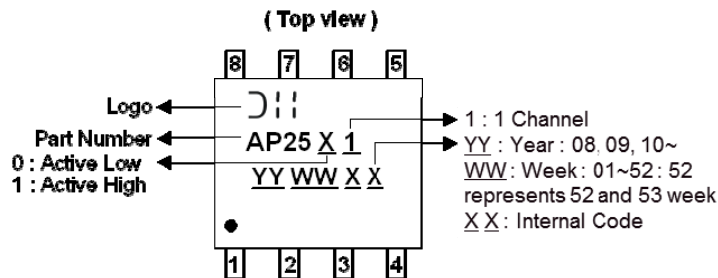 ( Top view )
8 7 6 5
Logo
Part Number
0 : Active Low
1 : Active High
AP25 X 1
YY WW X X
1 : 1 Channel
YY : Year : 08, 09, 10~
WW : Week : 01~52 : 52
represents 52 and 53 week
X X : Internal Code
1 2 3 4